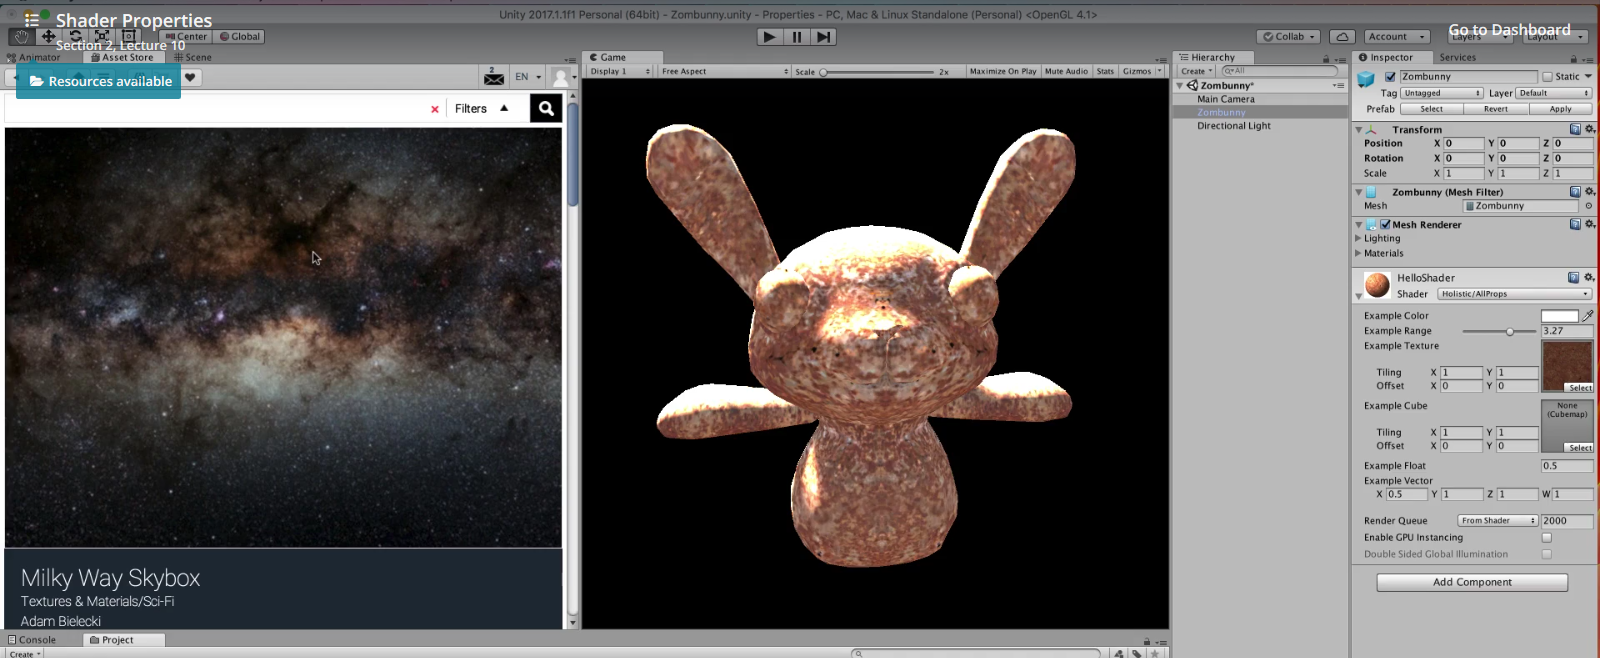 Shader Properties
Unity 2017.1.1f1 Personal (64bit) - Zombunny.unity - Properties - PC, Mac & Linux Standalone (Personal) <OpenGL 4.1>
Go to Dashboard
Section 2, Lecture 10
Center
Global
Collab
Account
Layers
Layout
Animator
Asset Store
Scene
Resources available
2
EN
Filters
Milky Way Skybox
Textures & Materials/Sci-Fi
Adam Bielecki
Console
Project
Create
Game
Display 1
Free Aspect
Scale
2x
Maximize On Play
Mute Audio
Stats
Gizmos
Hierarchy
Create
All
Zombunny*
Main Camera
Zombunny
Directional Light
Inspector
Services
Zombunny
Static
Tag Untagged
Layer Default
Prefab Select Revert Apply
Transform
Position X 0 Y 0 Z 0
Rotation X 0 Y 0 Z 0
Scale X 1 Y 1 Z 1
Zombunny (Mesh Filter)
Mesh Zombunny
Mesh Renderer
Lighting
Materials
HelloShader
Shader Holistic/AllProps
Example Color
Example Range 3.27
Example Texture
Tiling X 1 Y 1
Offset X 0 Y 0
Select
Example Cube
None
(Cubemap)
Tiling X 1 Y 1
Offset X 0 Y 0
Select
Example Float 0.5
Example Vector
X 0.5 Y 1 Z 1 W 1
Render Queue From Shader 2000
Enable GPU Instancing
Double Sided Global Illumination
Add Component